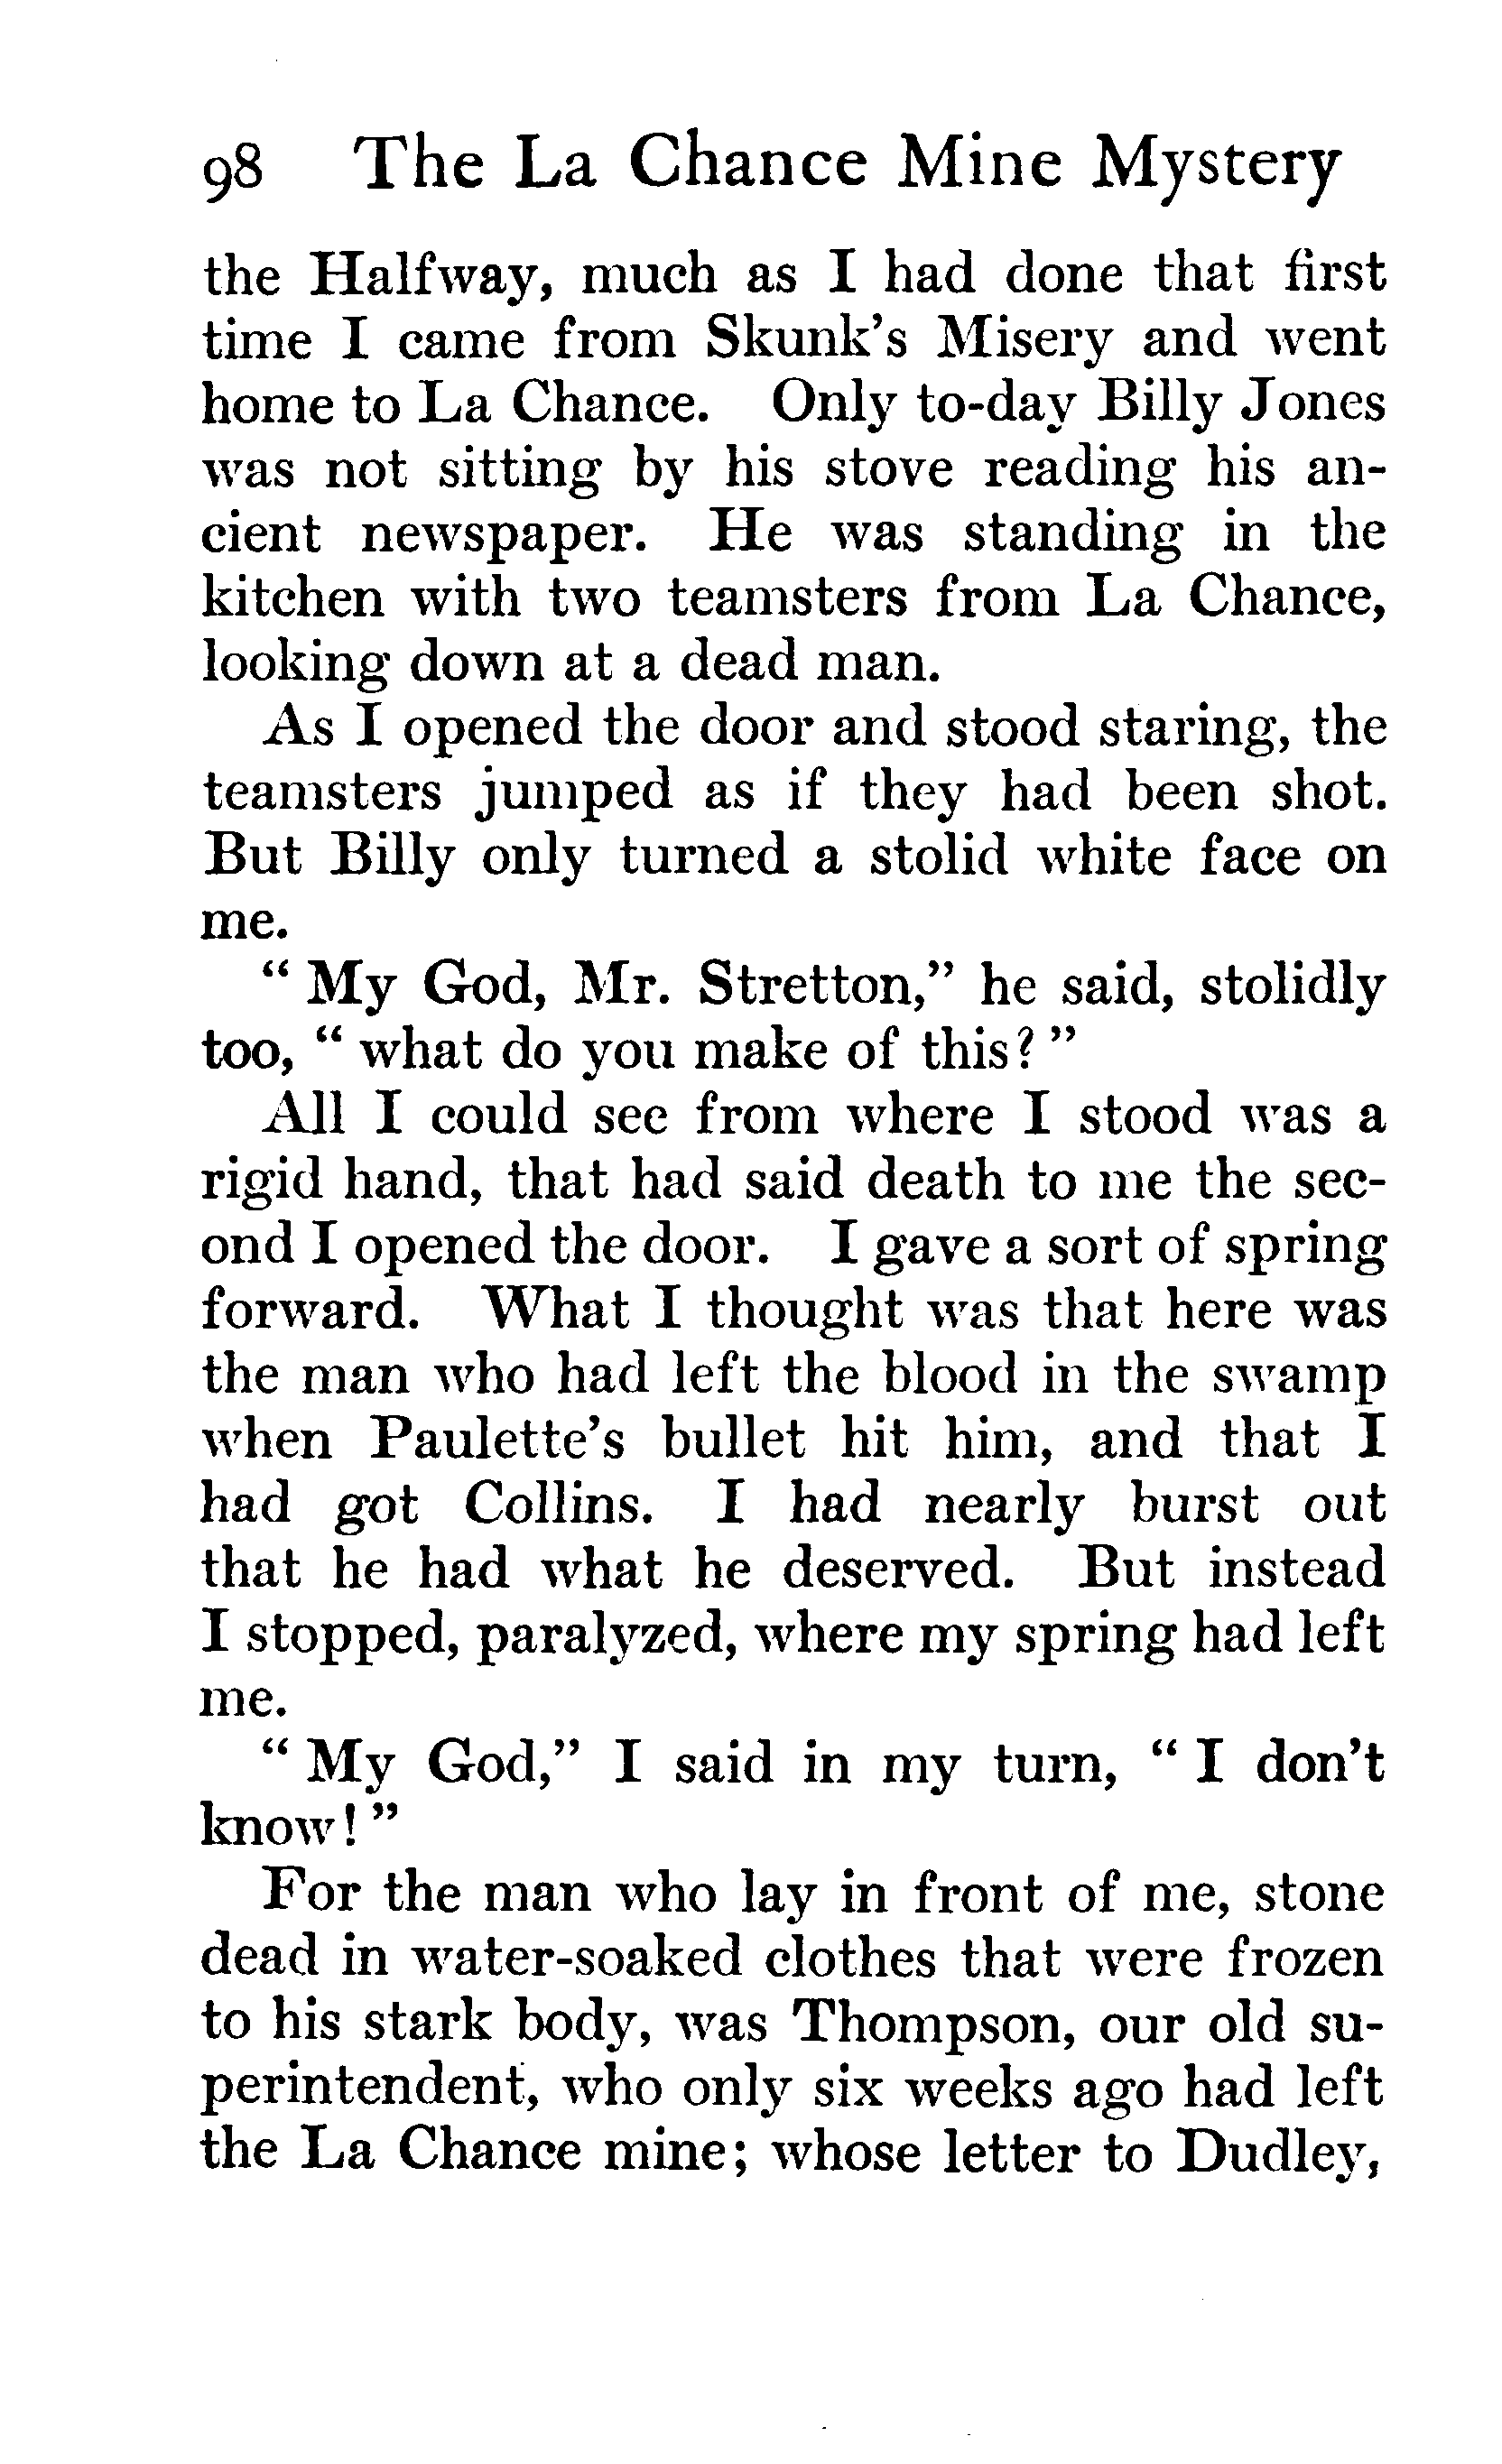 98 The La Chance Mine Mystery
the Halfway, much as I had done that first
time I came from Skunk's Misery and went
home to La Chance. Only to-day Billy Jones
was not sitting by his stove reading his an-
cient newspaper. He was standing in the
kitchen with two teamsters from La Chance,
looking down at a dead man.
As I opened the door and stood staring, the
teamsters jumped as if they had been shot.
But Billy only turned a stolid white face on
me.
" My God, Mr. Stretton," he said, stolidly
too, " what do you make of this? "
All I could see from where I stood was a
rigid hand, that had said death to me the sec-
ond I opened the door. I gave a sort of spring
forward. What I thought was that here was
the man who had left the blood in the swamp
when Paulette's bullet hit him, and that I
had got Collins. I had nearly burst out
that he had what he deserved. But instead
I stopped, paralyzed, where my spring had left
me.
" My God," I said in my turn, " I don't
know! "
For the man who lay in front of me, stone
dead in water-soaked clothes that were frozen
to his stark body, was Thompson, our old su-
perintendent, who only six weeks ago had left
the La Chance mine; whose letter to Dudley,